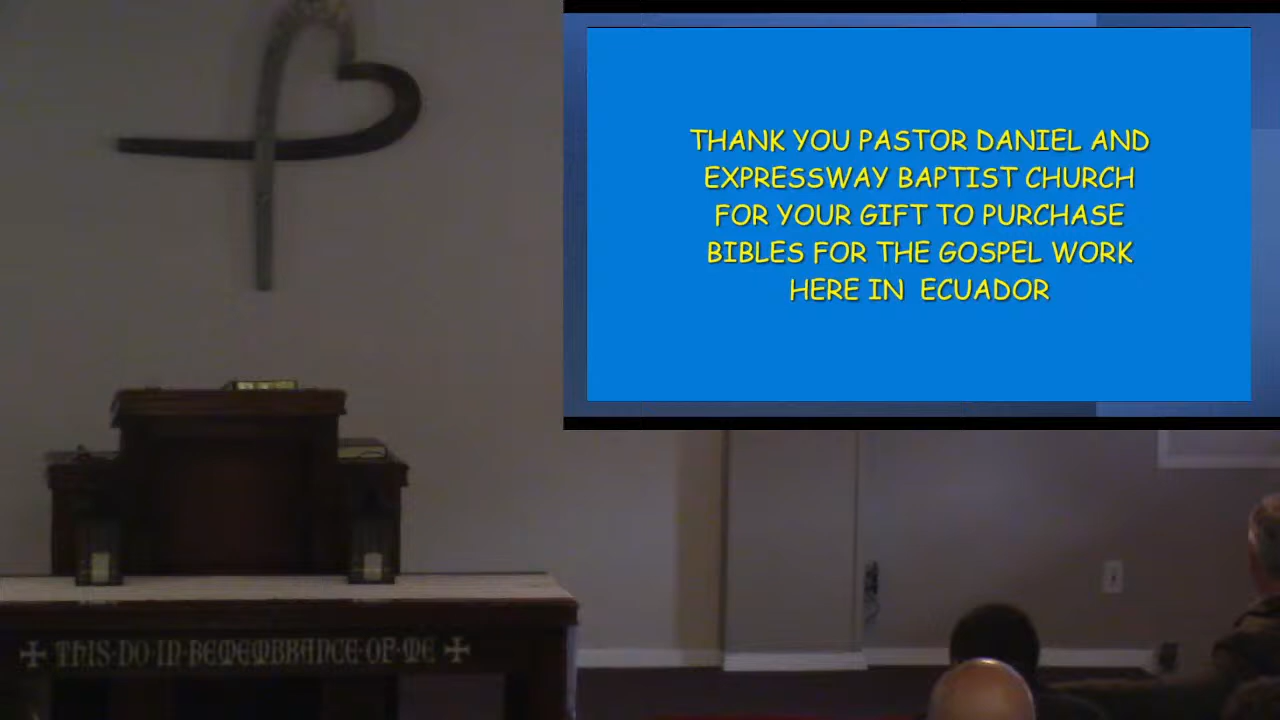 THANK YOU PASTOR DANIEL AND
EXPRESSWAY BAPTIST CHURCH
FOR YOUR GIFT TO PURCHASE
BIBLES FOR THE GOSPEL WORK
HERE IN ECUADOR
THIS·DO·IN·REMEMBRANCE·OF·ME